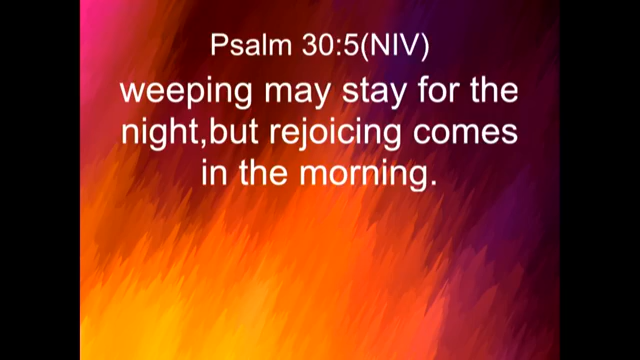 Psalm 30:5(NIV)
weeping may stay for the
night,but rejoicing comes
in the morning.